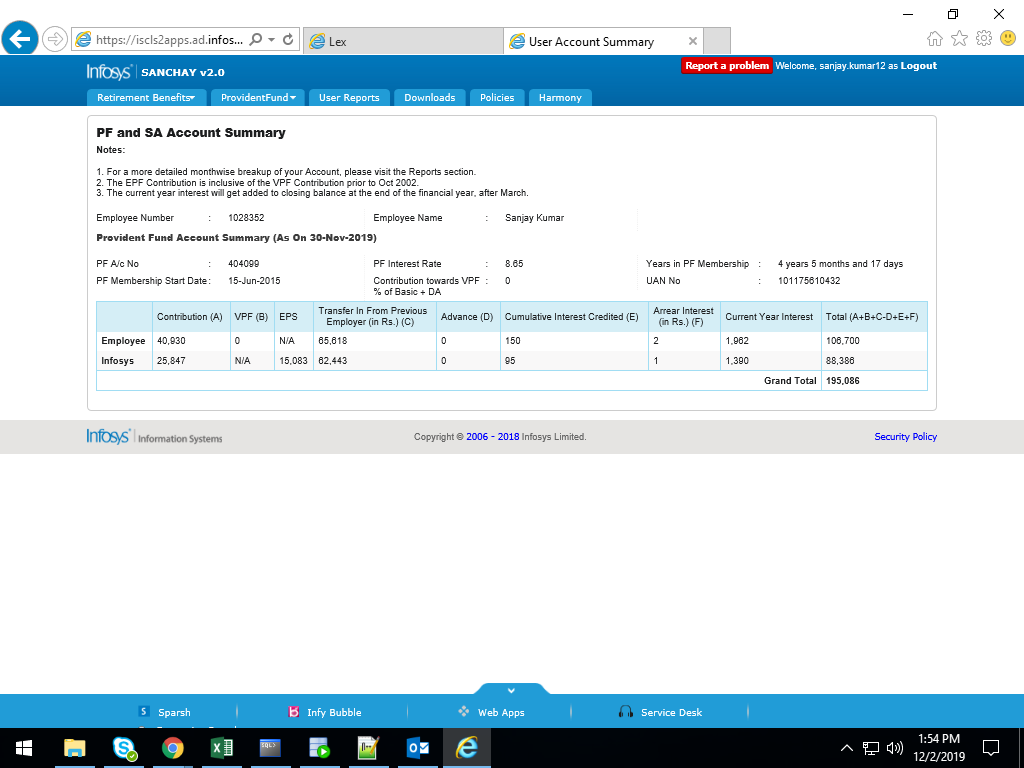 https://iscls2apps.ad.infos...
Lex
User Account Summary
Infosys | SANCHAY v2.0
Report a problem Welcome, sanjay.kumar12 as Logout
Retirement Benefits ProvidentFund User Reports Downloads Policies Harmony
PF and SA Account Summary
Notes:
1. For a more detailed monthwise breakup of your Account, please visit the Reports section.
2. The EPF Contribution is inclusive of the VPF Contribution prior to Oct 2002.
3. The current year interest will get added to closing balance at the end of the financial year, after March.
Employee Number : 1028352 Employee Name : Sanjay Kumar
Provident Fund Account Summary (As On 30-Nov-2019)
PF A/c No : 404099 PF Interest Rate : 8.65 Years in PF Membership : 4 years 5 months and 17 days
PF Membership Start Date : 15-Jun-2015 Contribution towards VPF : 0 UAN No : 101175610432
% of Basic + DA
Contribution (A) VPF (B) EPS Transfer In From Previous Employer (in Rs.) (C) Advance (D) Cumulative Interest Credited (E) Arrear Interest (in Rs.) (F) Current Year Interest Total (A+B+C-D+E+F)
Employee 40,930 0 N/A 65,618 0 150 2 1,962 106,700
Infosys 25,847 N/A 15,083 62,443 0 95 1 1,390 88,386
Grand Total 195,086
Infosys | Information Systems Copyright © 2006 - 2018 Infosys Limited. Security Policy
Sparsh Infy Bubble Web Apps Service Desk
1:54 PM
12/2/2019